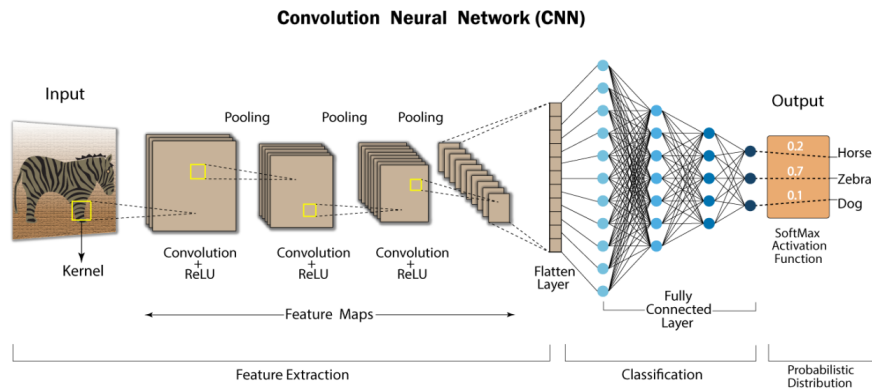 Convolution Neural Network (CNN)
Input
Kernel
Pooling
Pooling
Pooling
Convolution
+
ReLU
Convolution
+
ReLU
Convolution
+
ReLU
Feature Maps
Flatten
Layer
Fully
Connected
Layer
Output
0.2
Horse
0.7
Zebra
0.1
Dog
SoftMax
Activation
Function
Feature Extraction
Classification
Probabilistic
Distribution